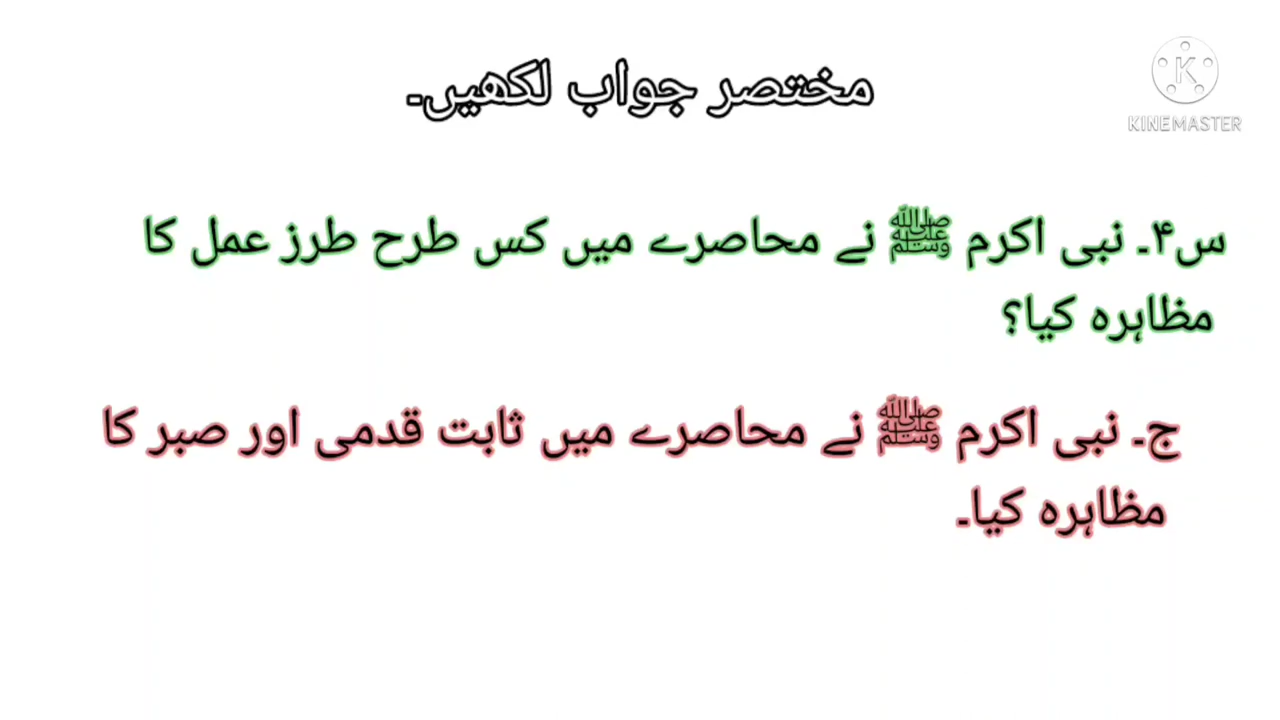 مختصر جواب لکھیں۔
KINEMASTER
س۴۔ نبی اکرم ﷺ نے محاصرے میں کس طرح طرز عمل کا
مظاہرہ کیا؟
ج۔ نبی اکرم ﷺ نے محاصرے میں ثابت قدمی اور صبر کا
مظاہرہ کیا۔